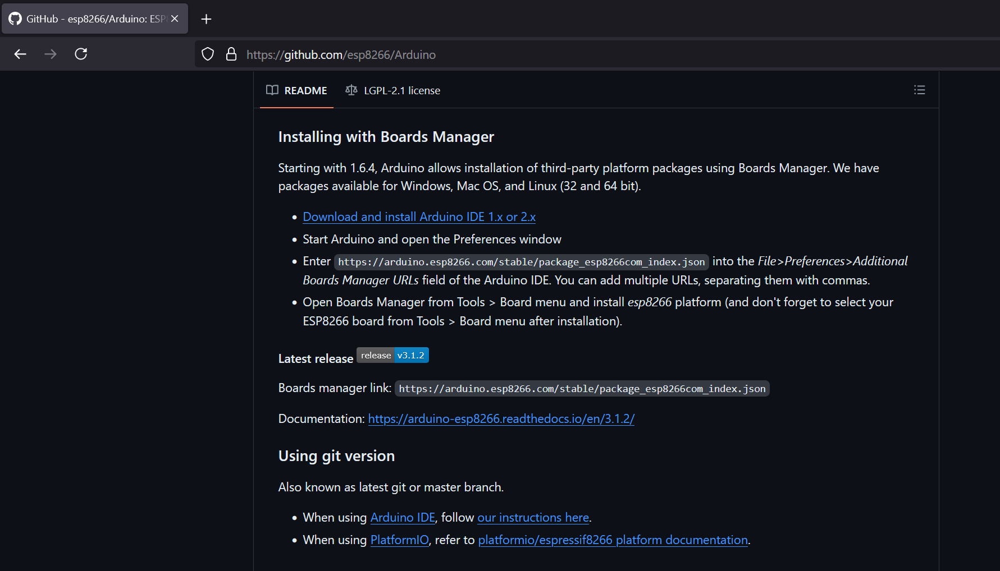 GitHub - esp8266/Arduino: ESP
https://github.com/esp8266/Arduino
README
LGPL-2.1 license
Installing with Boards Manager
Starting with 1.6.4, Arduino allows installation of third-party platform packages using Boards Manager. We have
packages available for Windows, Mac OS, and Linux (32 and 64 bit).
Download and install Arduino IDE 1.x or 2.x
Start Arduino and open the Preferences window
Enter https://arduino.esp8266.com/stable/package_esp8266com_index.json into the File>Preferences>Additional
Boards Manager URLs field of the Arduino IDE. You can add multiple URLs, separating them with commas.
Open Boards Manager from Tools > Board menu and install esp8266 platform (and don't forget to select your
ESP8266 board from Tools > Board menu after installation).
Latest release release v3.1.2
Boards manager link: https://arduino.esp8266.com/stable/package_esp8266com_index.json
Documentation: https://arduino-esp8266.readthedocs.io/en/3.1.2/
Using git version
Also known as latest git or master branch.
When using Arduino IDE, follow our instructions here.
When using PlatformIO, refer to platformio/espressif8266 platform documentation.